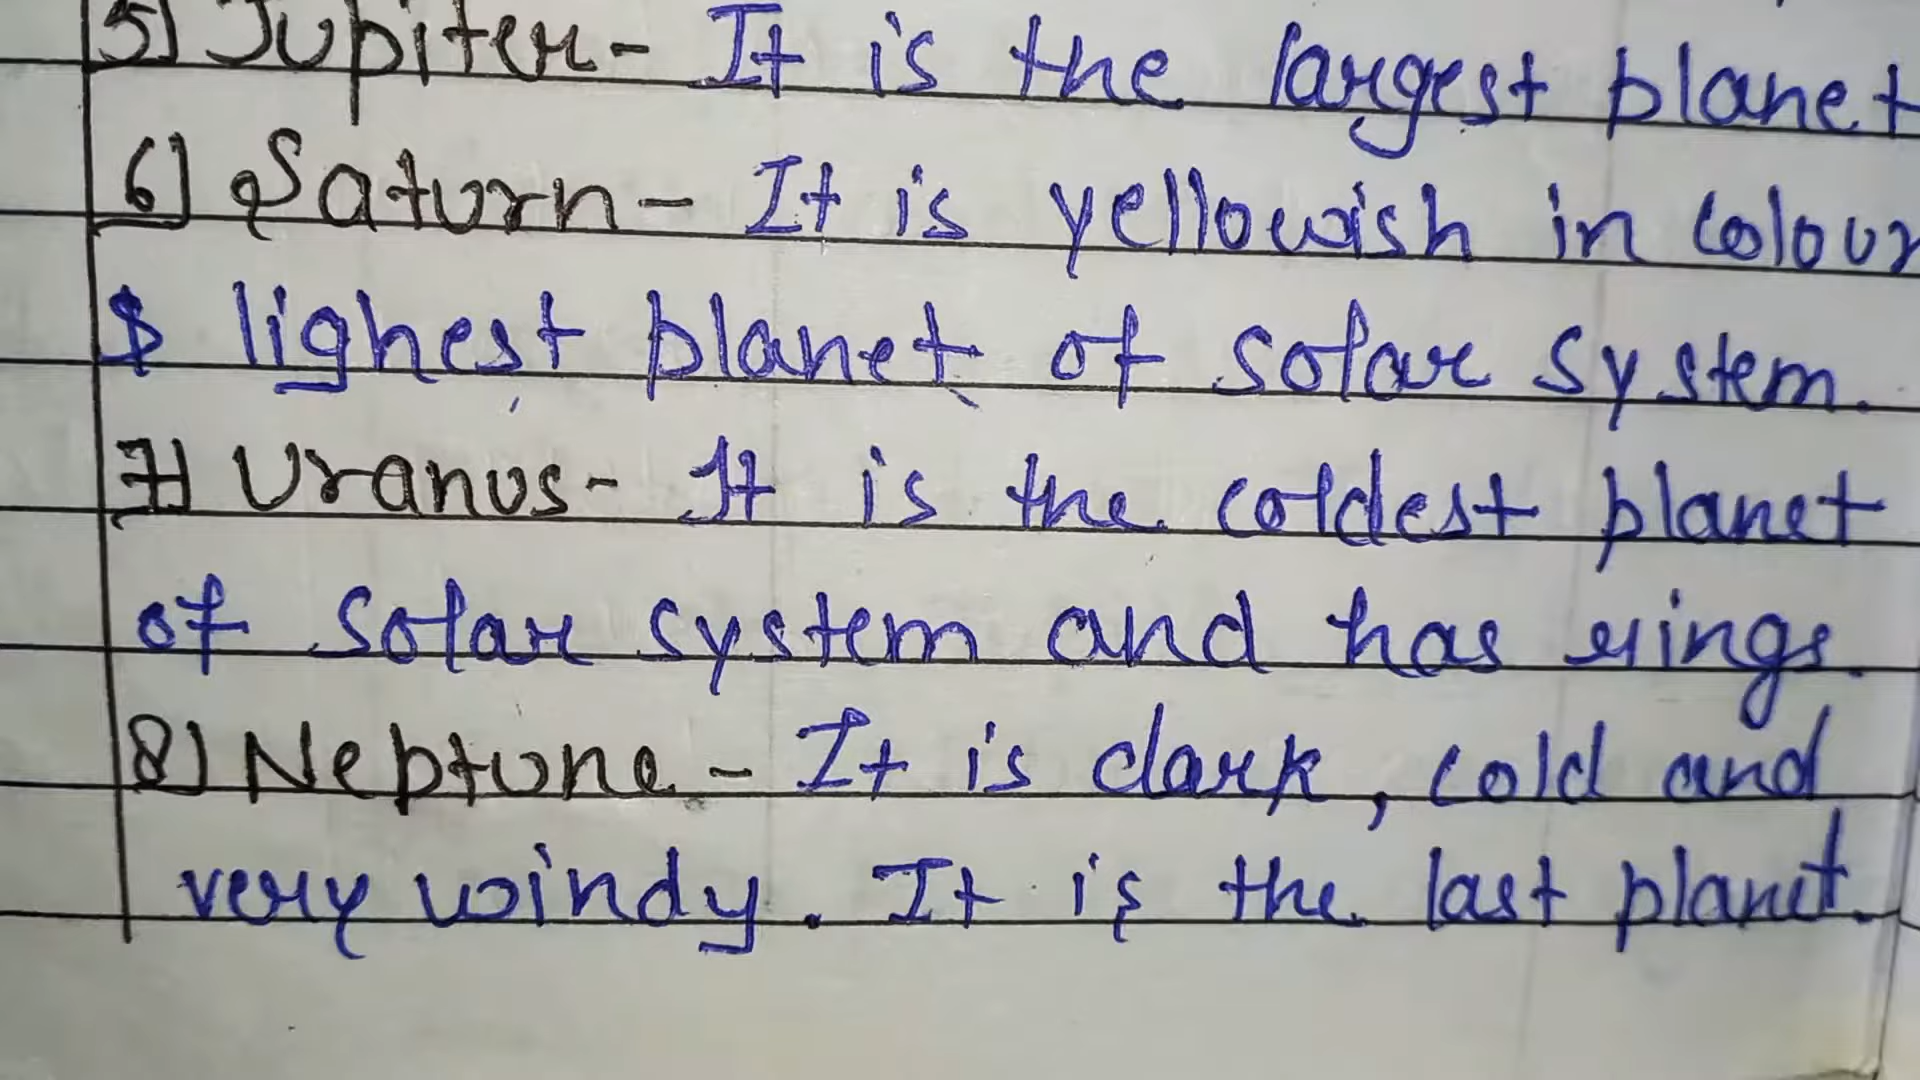 5] Jupiter- It is the largest planet
6] Saturn- It is yellowish in colour
$ lighest planet of solar system.
7] Uranus- It is the coldest planet
of solar system and has rings.
8] Neptune - It is dark, cold and
very windy. It is the last planet.